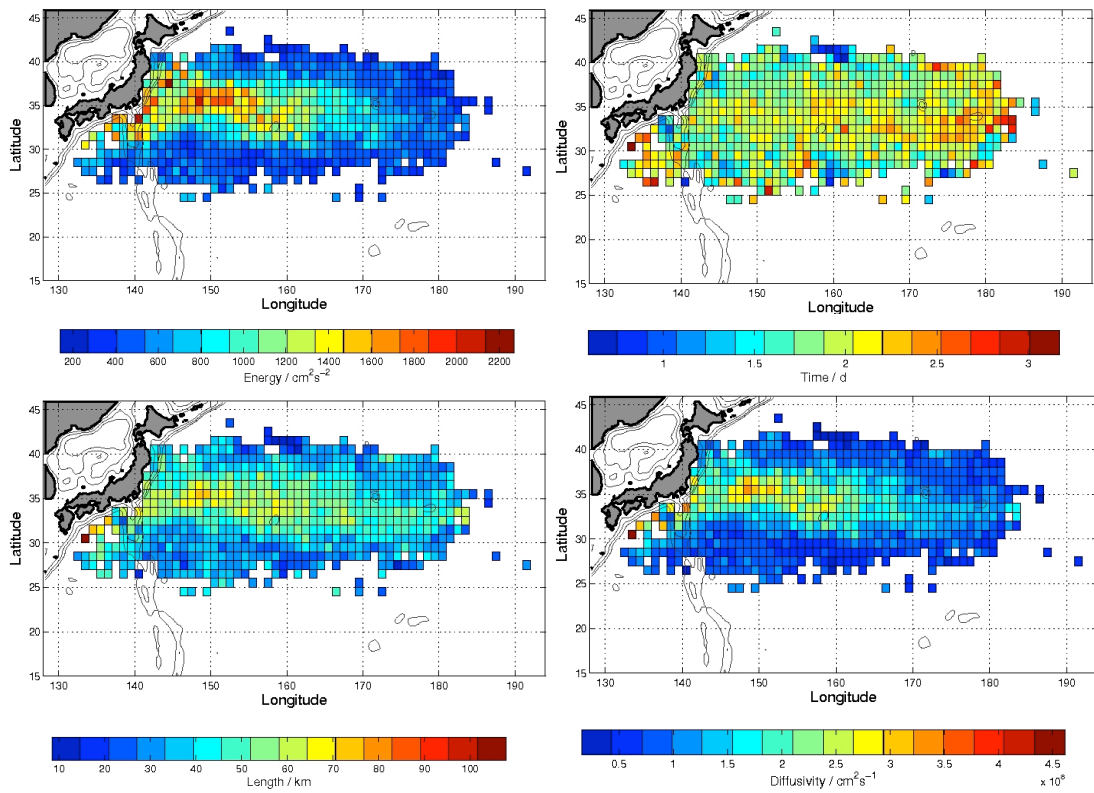 45
40
35
30
25
20
15
Latitude
130 140 150 160 170 180 190
Longitude
200 400 600 800 1000 1200 1400 1600 1800 2000 2200
Energy / cm²s⁻²
45
40
35
30
25
20
15
Latitude
130 140 150 160 170 180 190
Longitude
1 1.5 2 2.5 3
Time / d
45
40
35
30
25
20
15
Latitude
130 140 150 160 170 180 190
Longitude
10 20 30 40 50 60 70 80 90 100
Length / km
45
40
35
30
25
20
15
Latitude
130 140 150 160 170 180 190
Longitude
0.5 1 1.5 2 2.5 3 3.5 4 4.5
Diffusivity / cm²s⁻¹
x 10⁶